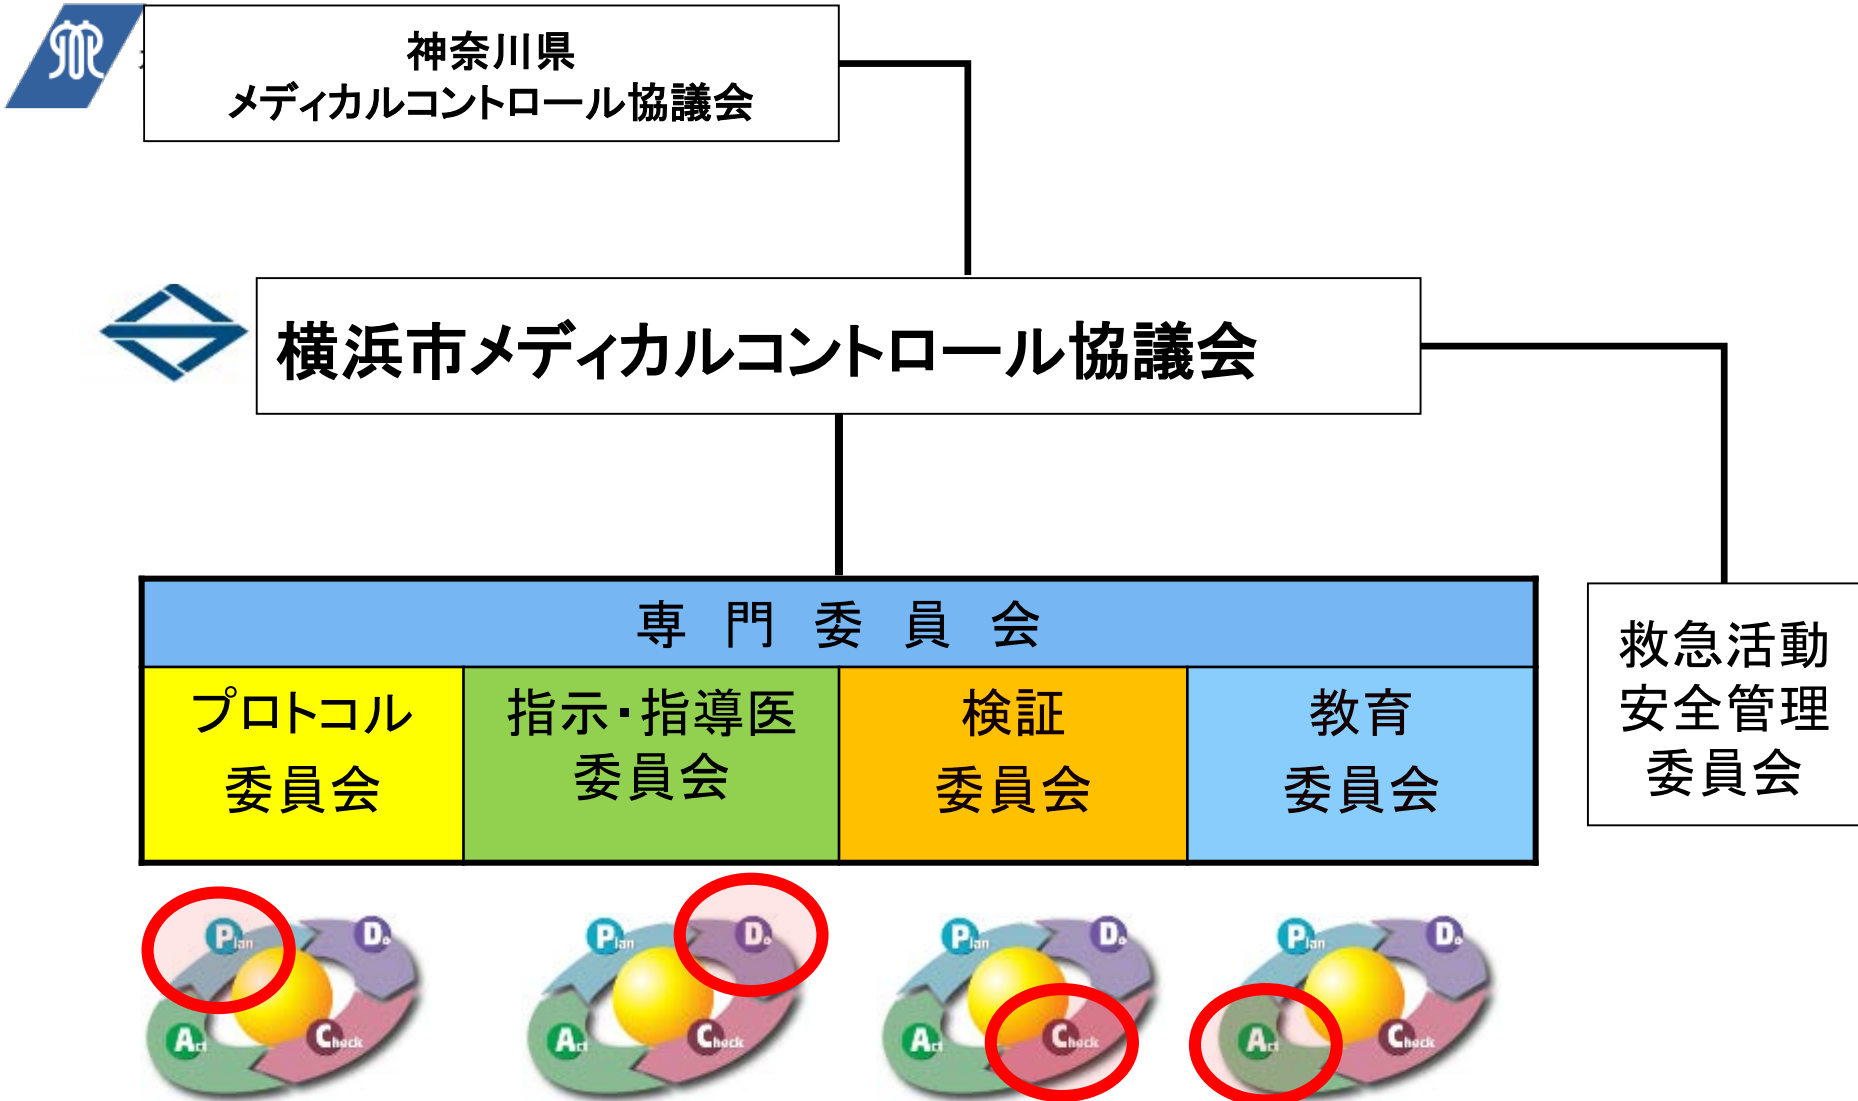 神奈川県
メディカルコントロール協議会
横浜市メディカルコントロール協議会
専 門 委 員 会
プロトコル
委員会
指示・指導医
委員会
検証
委員会
教育
委員会
救急活動
安全管理
委員会
Plan
Do
Act
Check
Plan
Do
Act
Check
Plan
Do
Act
Check
Plan
Do
Act
Check